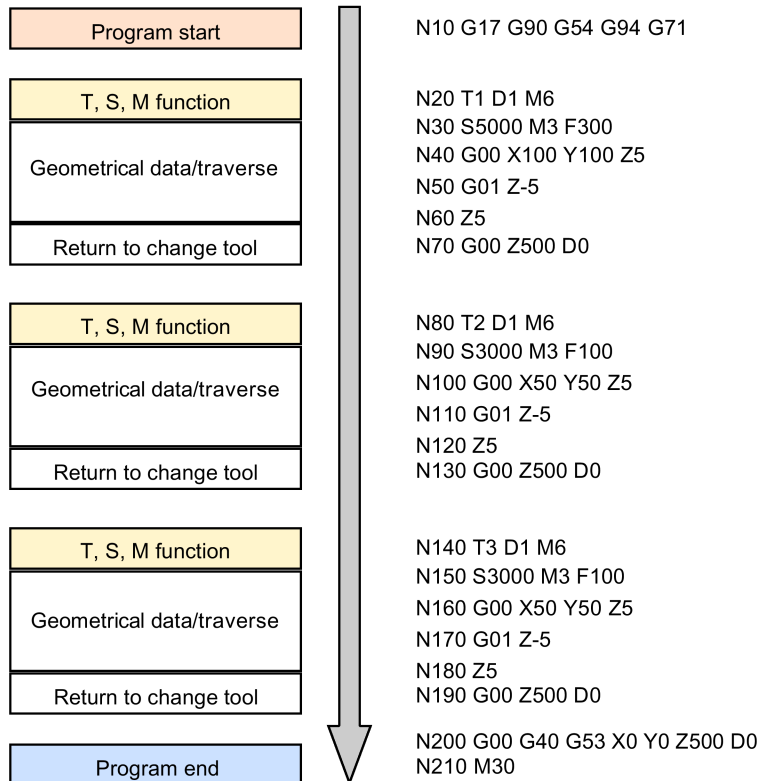 Program start
N10 G17 G90 G54 G94 G71
T, S, M function
N20 T1 D1 M6
N30 S5000 M3 F300
Geometrical data/traverse
N40 G00 X100 Y100 Z5
N50 G01 Z-5
N60 Z5
Return to change tool
N70 G00 Z500 D0
T, S, M function
N80 T2 D1 M6
N90 S3000 M3 F100
Geometrical data/traverse
N100 G00 X50 Y50 Z5
N110 G01 Z-5
N120 Z5
Return to change tool
N130 G00 Z500 D0
T, S, M function
N140 T3 D1 M6
N150 S3000 M3 F100
Geometrical data/traverse
N160 G00 X50 Y50 Z5
N170 G01 Z-5
N180 Z5
Return to change tool
N190 G00 Z500 D0
Program end
N200 G00 G40 G53 X0 Y0 Z500 D0
N210 M30